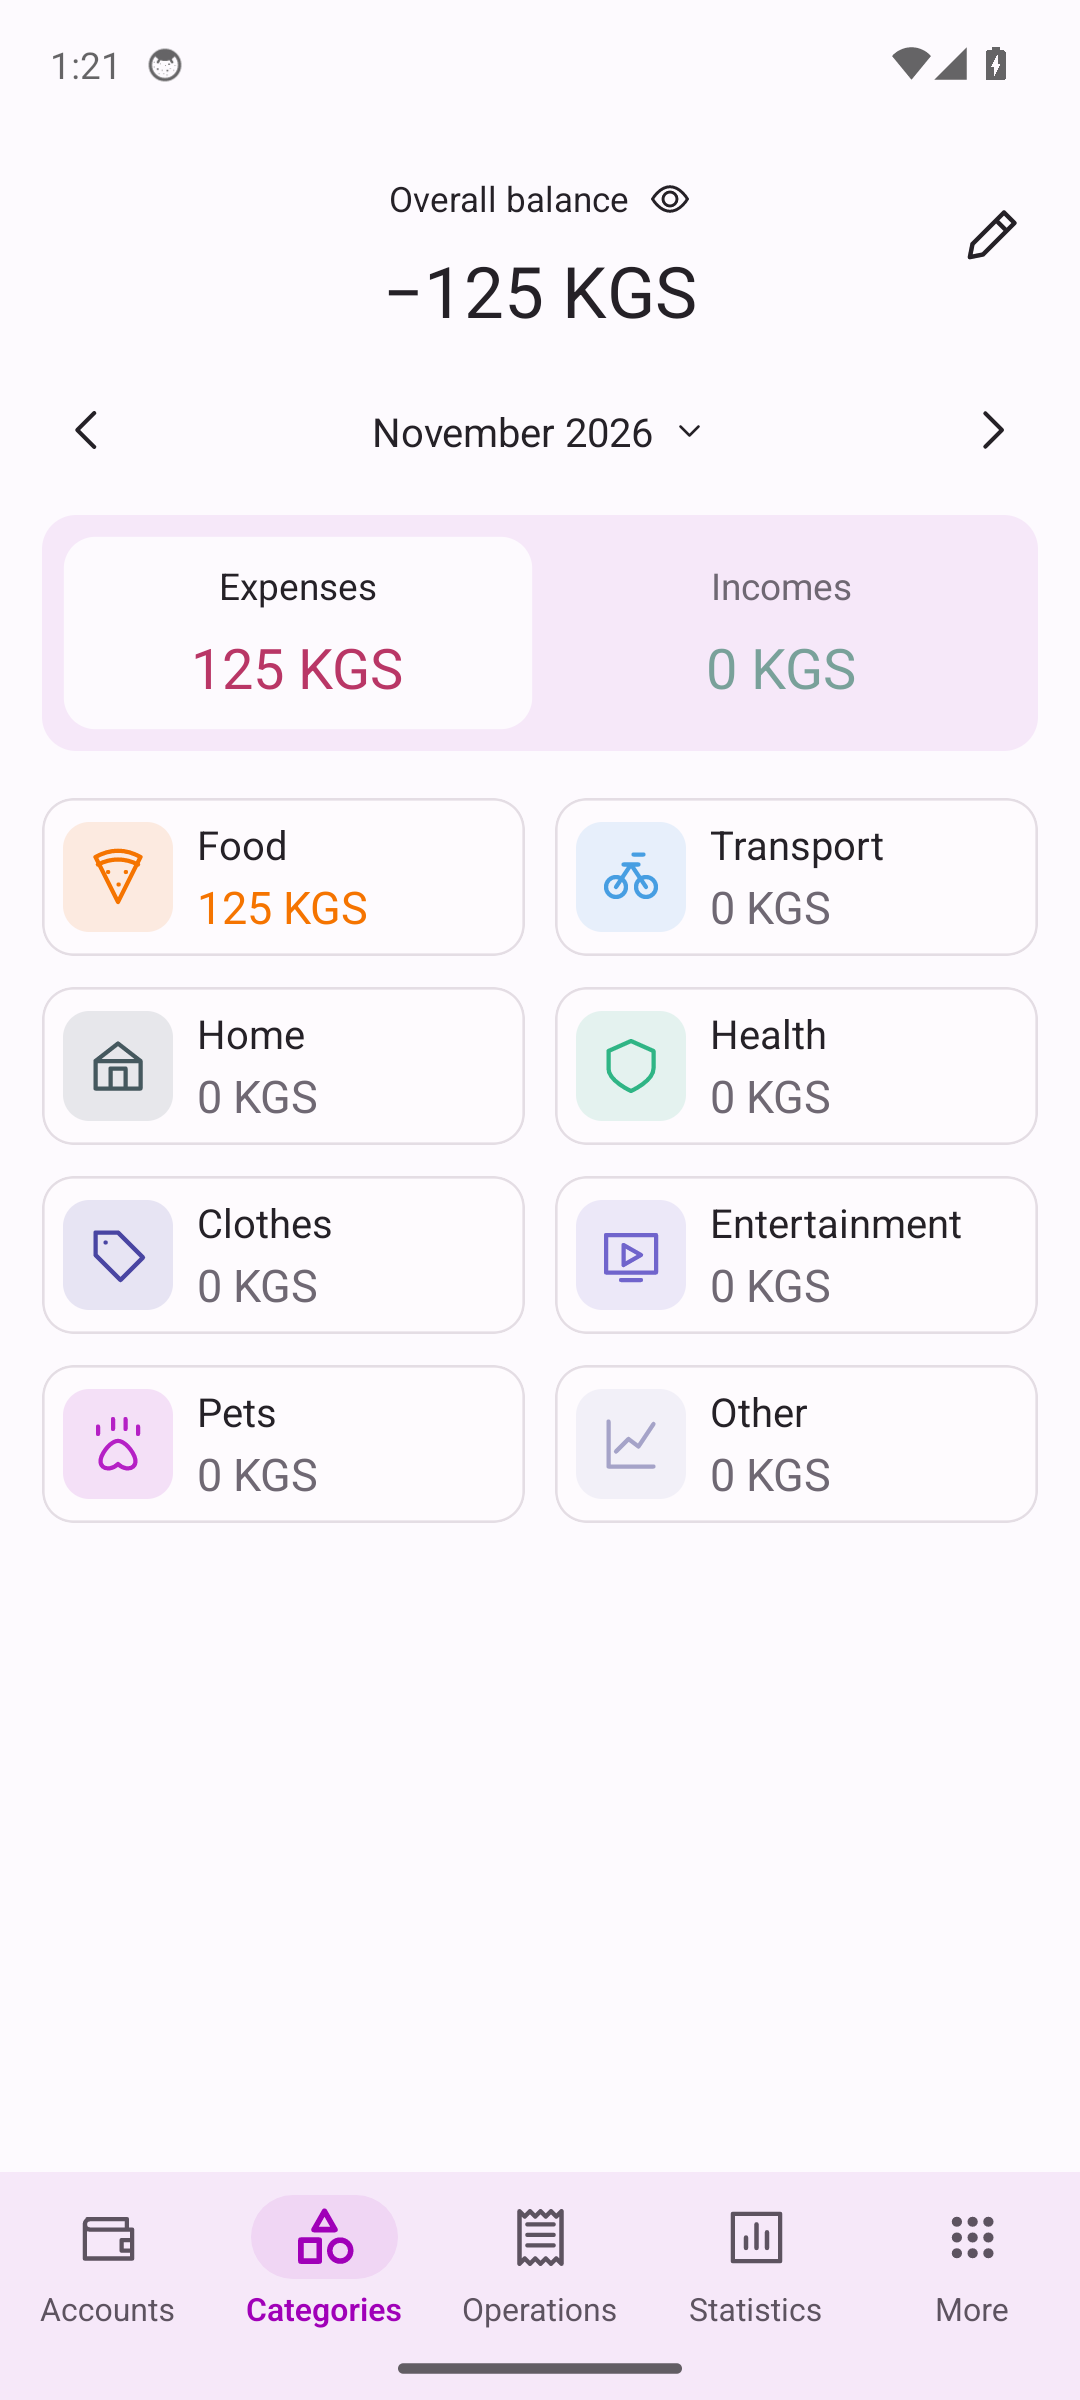 1:21
Overall balance
−125 KGS
November 2026
Expenses
125 KGS
Incomes
0 KGS
Food
125 KGS
Transport
0 KGS
Home
0 KGS
Health
0 KGS
Clothes
0 KGS
Entertainment
0 KGS
Pets
0 KGS
Other
0 KGS
Accounts
Categories
Operations
Statistics
More